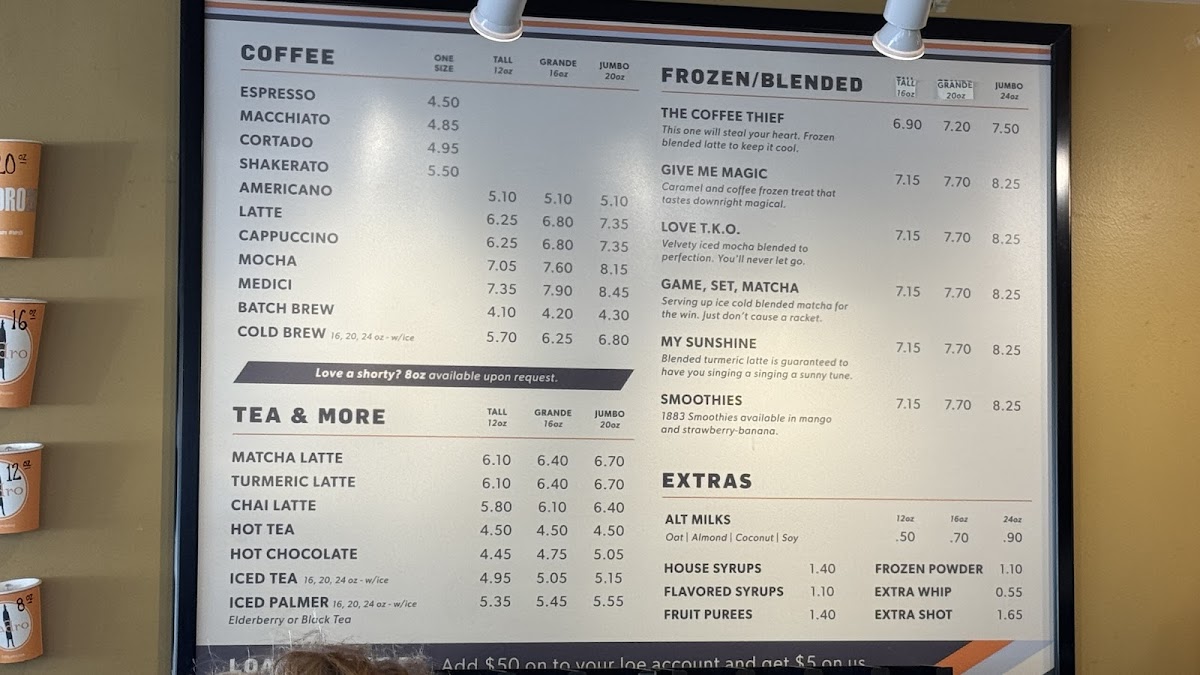 COFFEE ONE SIZE TALL 12oz GRANDE 16oz JUMBO 20oz
ESPRESSO 4.50
MACCHIATO 4.85
CORTADO 4.95
SHAKERATO 5.50
AMERICANO 5.10 5.10 5.10
LATTE 6.25 6.80 7.35
CAPPUCCINO 6.25 6.80 7.35
MOCHA 7.05 7.60 8.15
MEDICI 7.35 7.90 8.45
BATCH BREW 4.10 4.20 4.30
COLD BREW 16, 20, 24 oz - w/ice 5.70 6.25 6.80
Love a shorty? 8oz available upon request.
TEA & MORE TALL 12oz GRANDE 16oz JUMBO 20oz
MATCHA LATTE 6.10 6.40 6.70
TURMERIC LATTE 6.10 6.40 6.70
CHAI LATTE 5.80 6.10 6.40
HOT TEA 4.50 4.50 4.50
HOT CHOCOLATE 4.45 4.75 5.05
ICED TEA 16, 20, 24 oz - w/ice 4.95 5.05 5.15
ICED PALMER 16, 20, 24 oz - w/ice 5.35 5.45 5.55
Elderberry or Black Tea
FROZEN/BLENDED TALL 16oz GRANDE 20oz JUMBO 24oz
THE COFFEE THIEF 6.90 7.20 7.50
This one will steal your heart. Frozen
blended latte to keep it cool.
GIVE ME MAGIC 7.15 7.70 8.25
Caramel and coffee frozen treat that
tastes downright magical.
LOVE T.K.O. 7.15 7.70 8.25
Velvety iced mocha blended to
perfection. You'll never let go.
GAME, SET, MATCHA 7.15 7.70 8.25
Serving up ice cold blended matcha for
the win. Just don't cause a racket.
MY SUNSHINE 7.15 7.70 8.25
Blended turmeric latte is guaranteed to
have you singing a singing a sunny tune.
SMOOTHIES 7.15 7.70 8.25
1883 Smoothies available in mango
and strawberry-banana.
EXTRAS
ALT MILKS 12oz 16oz 24oz
Oat | Almond | Coconut | Soy .50 .70 .90
HOUSE SYRUPS 1.40 FROZEN POWDER 1.10
FLAVORED SYRUPS 1.10 EXTRA WHIP 0.55
FRUIT PUREES 1.40 EXTRA SHOT 1.65
Add $50 on to your Joe account and get $5 on us
16oz
12oz
8oz